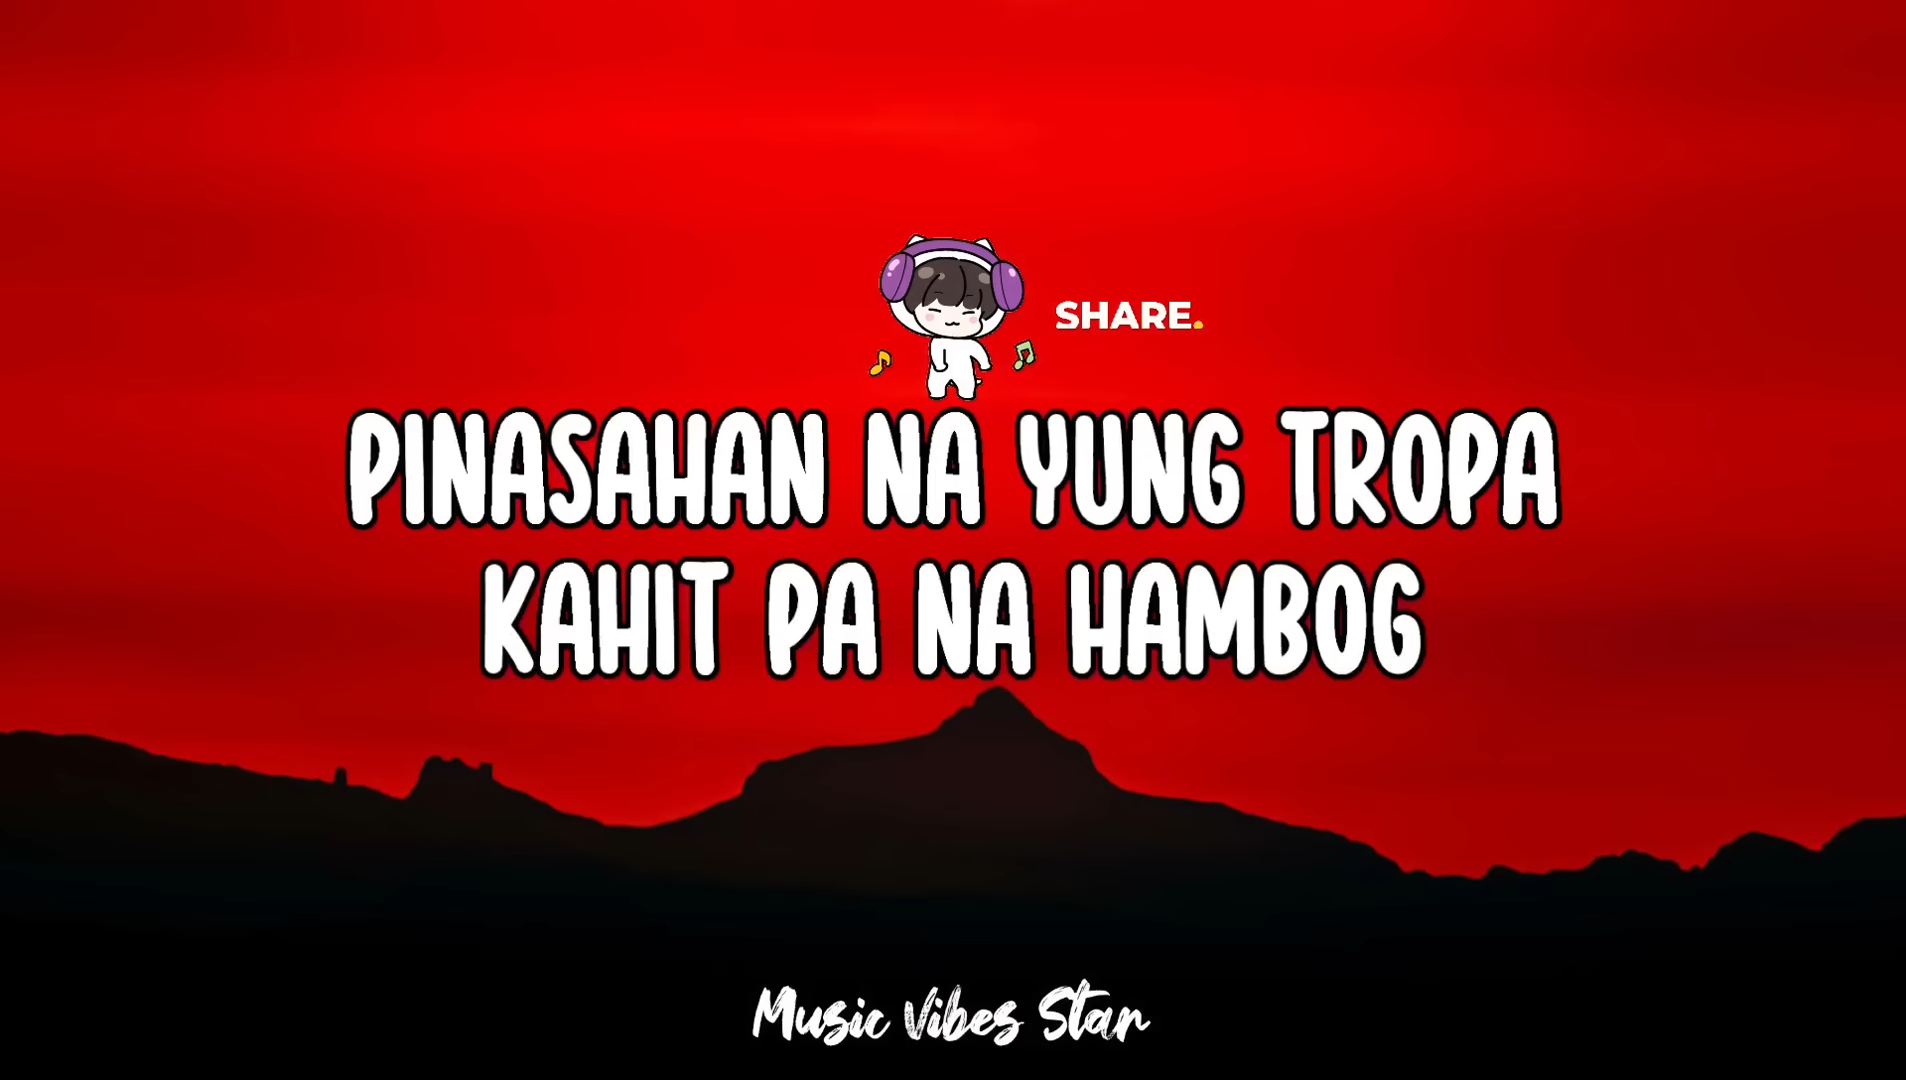 SHARE.
PINASAHAN NA YUNG TROPA
KAHIT PA NA HAMBOG
Music Vibes Star